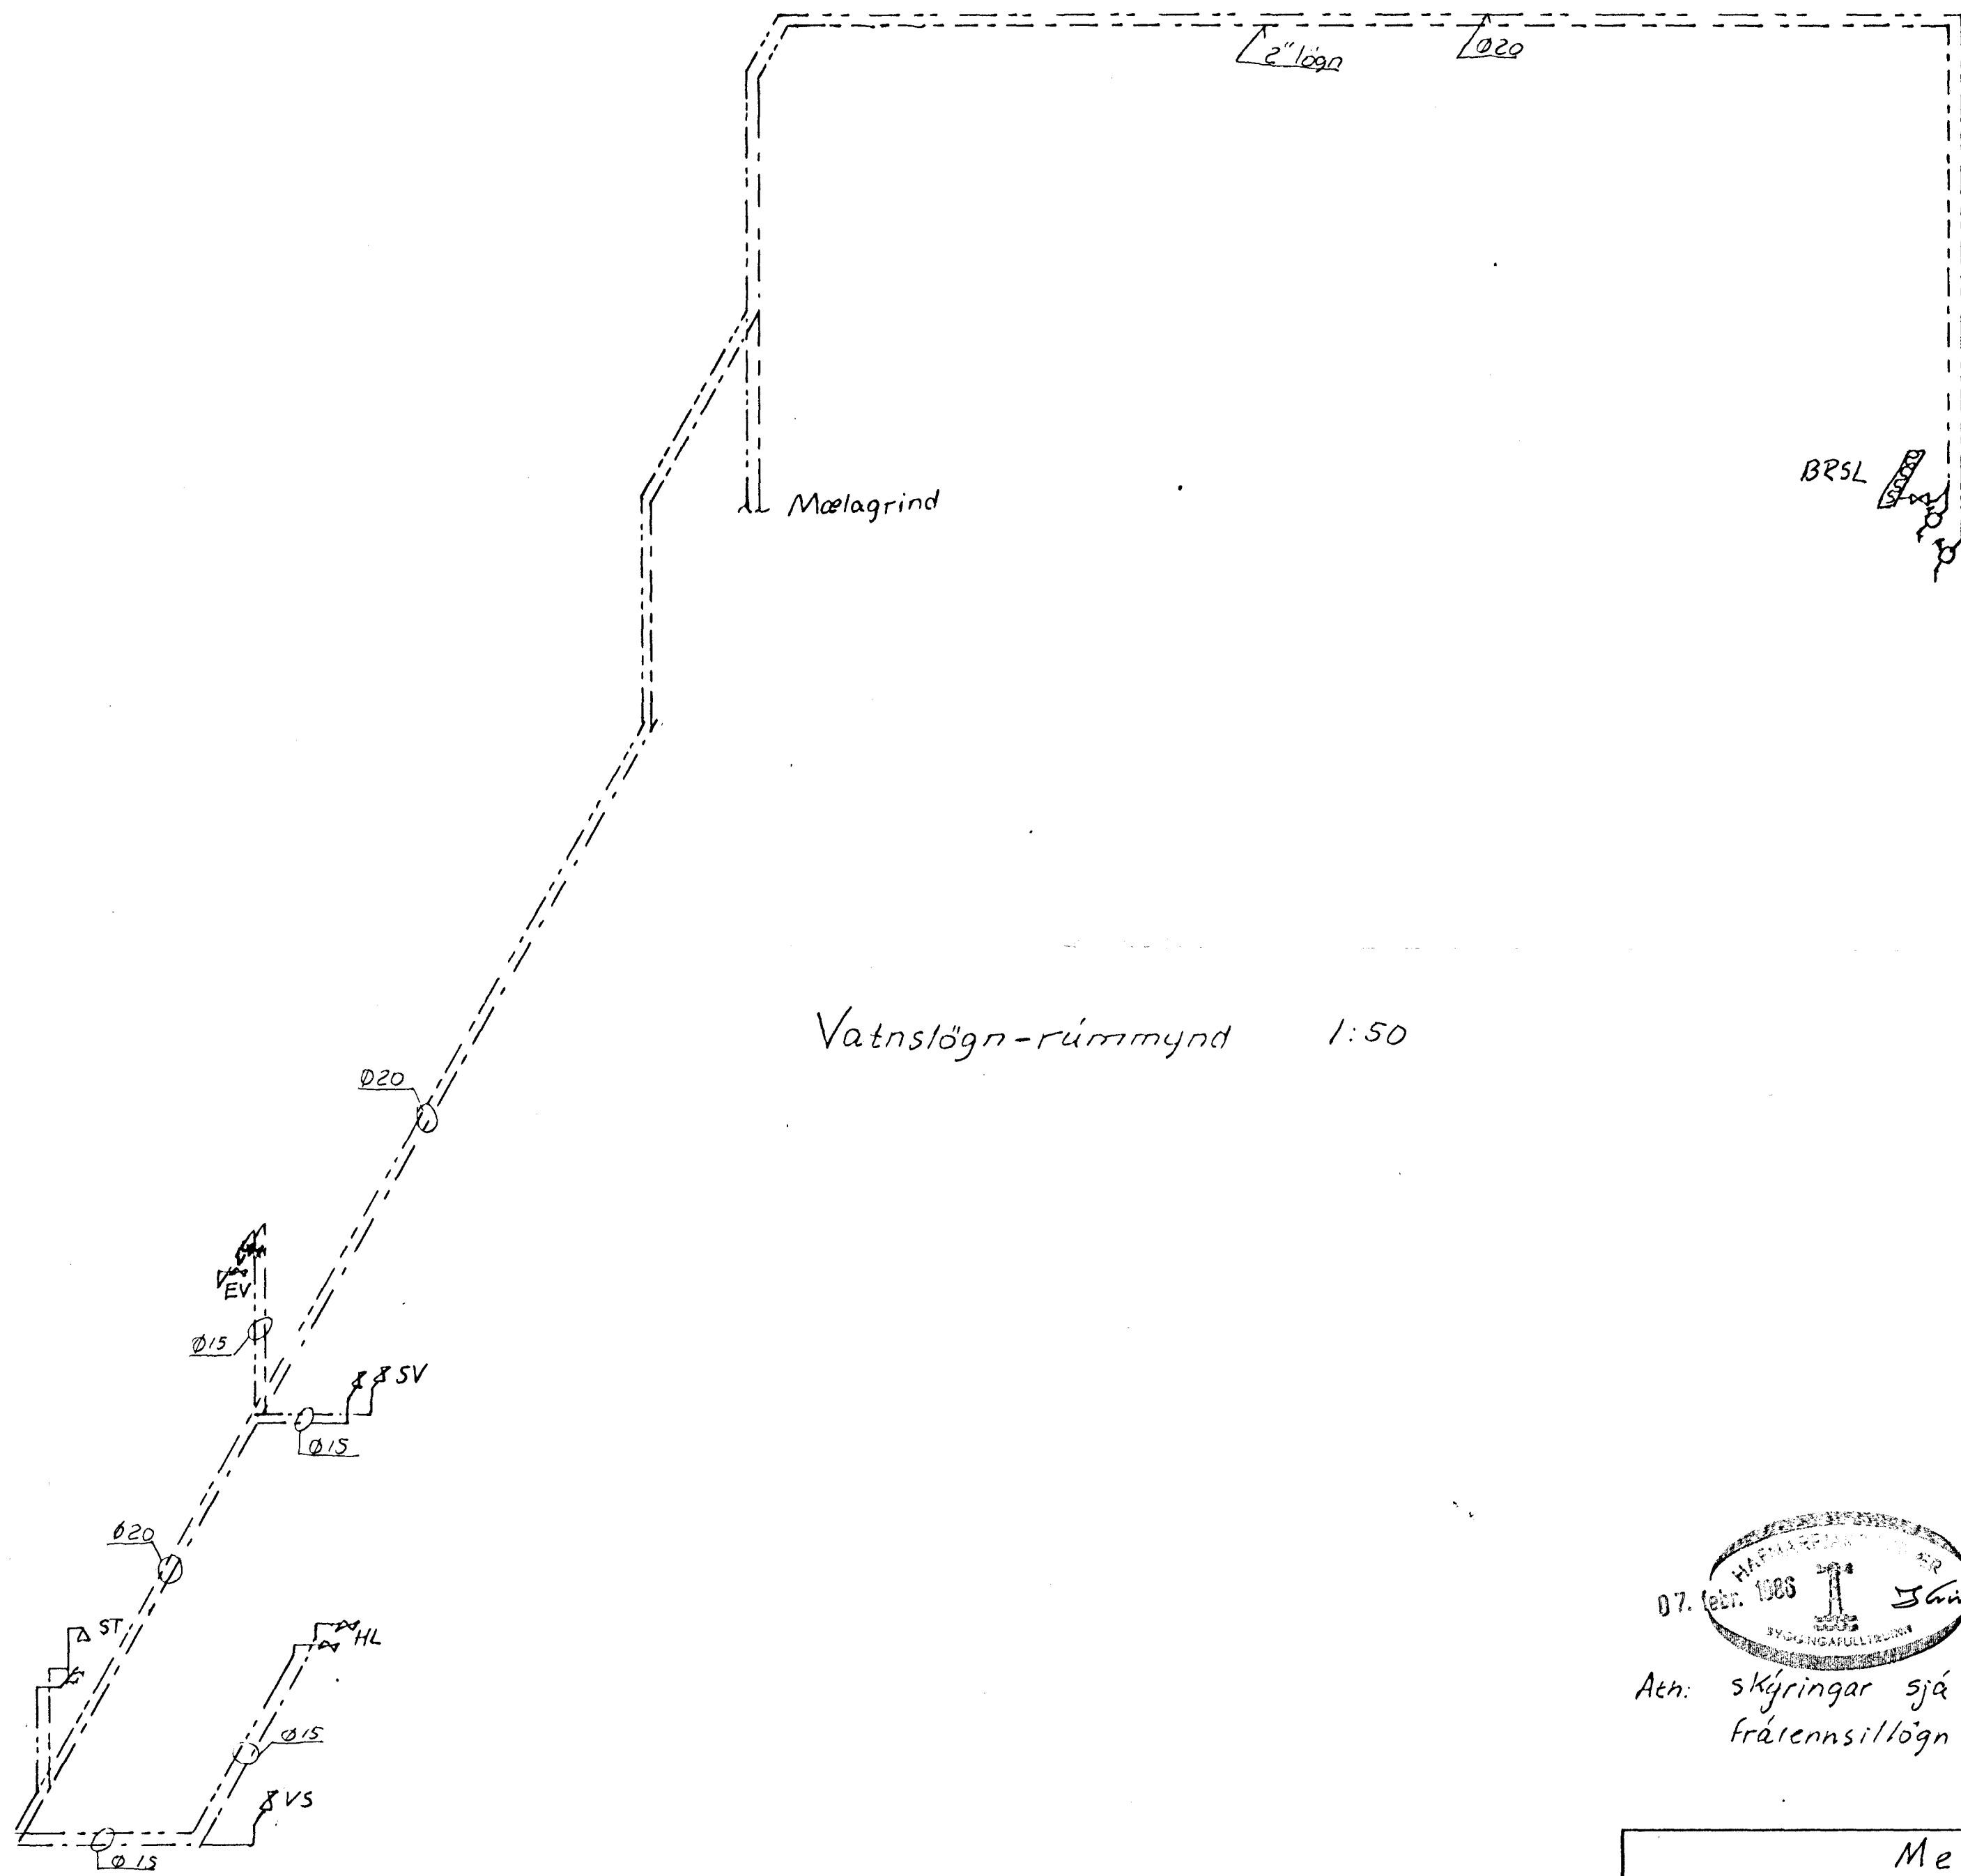 2" lögn
Ø20
BRSL
Mælagrind
Vatnslögn-rúmmynd 1:50
Ø20
EV
Ø15
SV
Ø15
Ø20
ST
HL
Ø15
VS
Ø15
07. febr. 1986
BYGGINGAFULLTRÚINN
Ath: skýringar sjá
frárennsillögn
Me